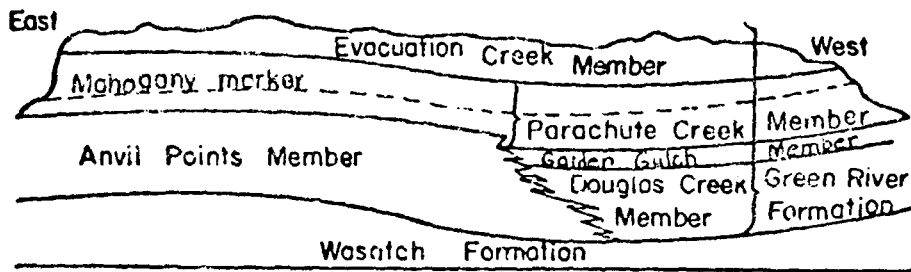 East
Evacuation Creek Member
West
Mahogany marker
Parachute Creek Member
Anvil Points Member
Garden Gulch Member
Douglas Creek Member
Green River Formation
Wasatch Formation